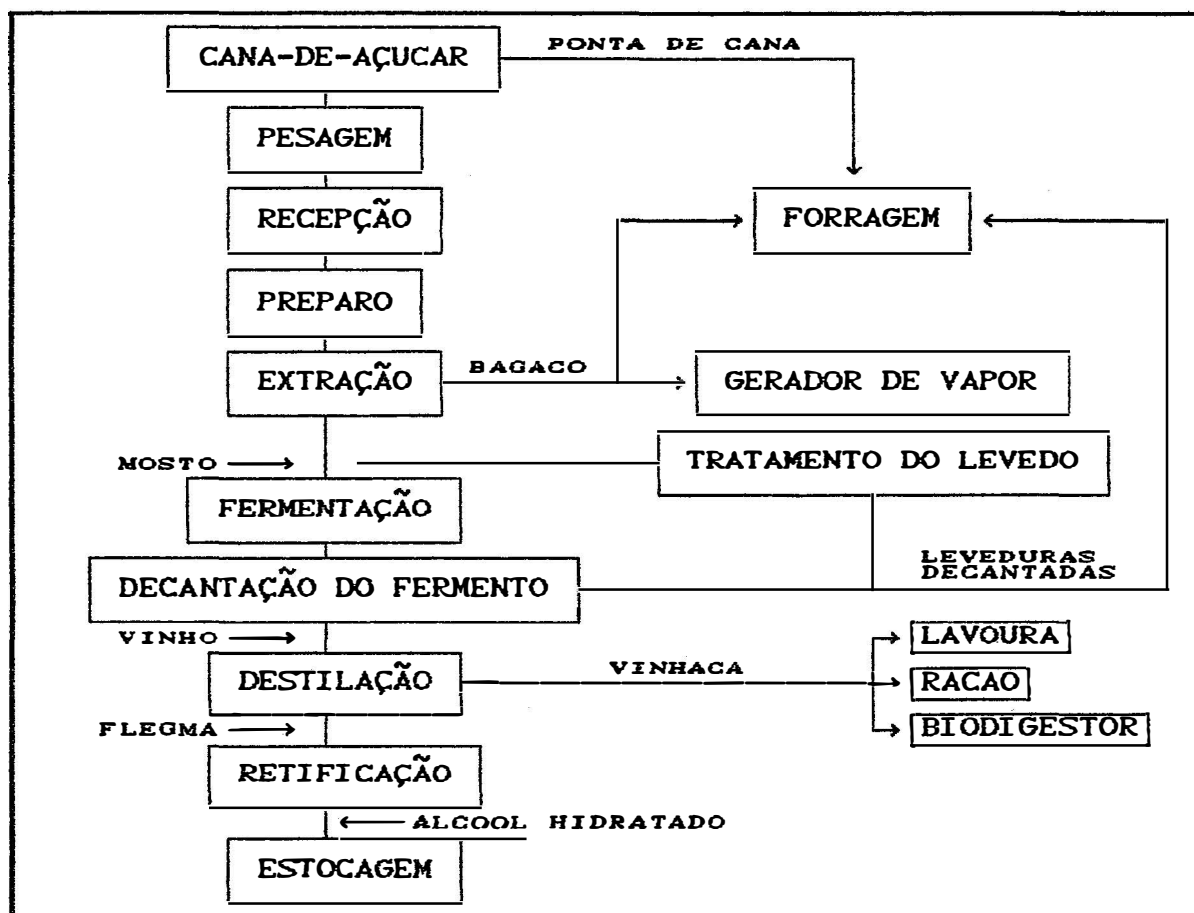 CANA-DE-AÇUCAR
PONTA DE CANA
PESAGEM
RECEPÇÃO
FORRAGEM
PREPARO
EXTRAÇÃO
BAGACO
GERADOR DE VAPOR
MOSTO
TRATAMENTO DO LEVEDO
FERMENTAÇÃO
LEVEDURAS
DECANTADAS
DECANTAÇÃO DO FERMENTO
VINHO
LAVOURA
DESTILAÇÃO
VINHACA
RACAO
FLEGMA
BIODIGESTOR
RETIFICAÇÃO
ALCOOL HIDRATADO
ESTOCAGEM